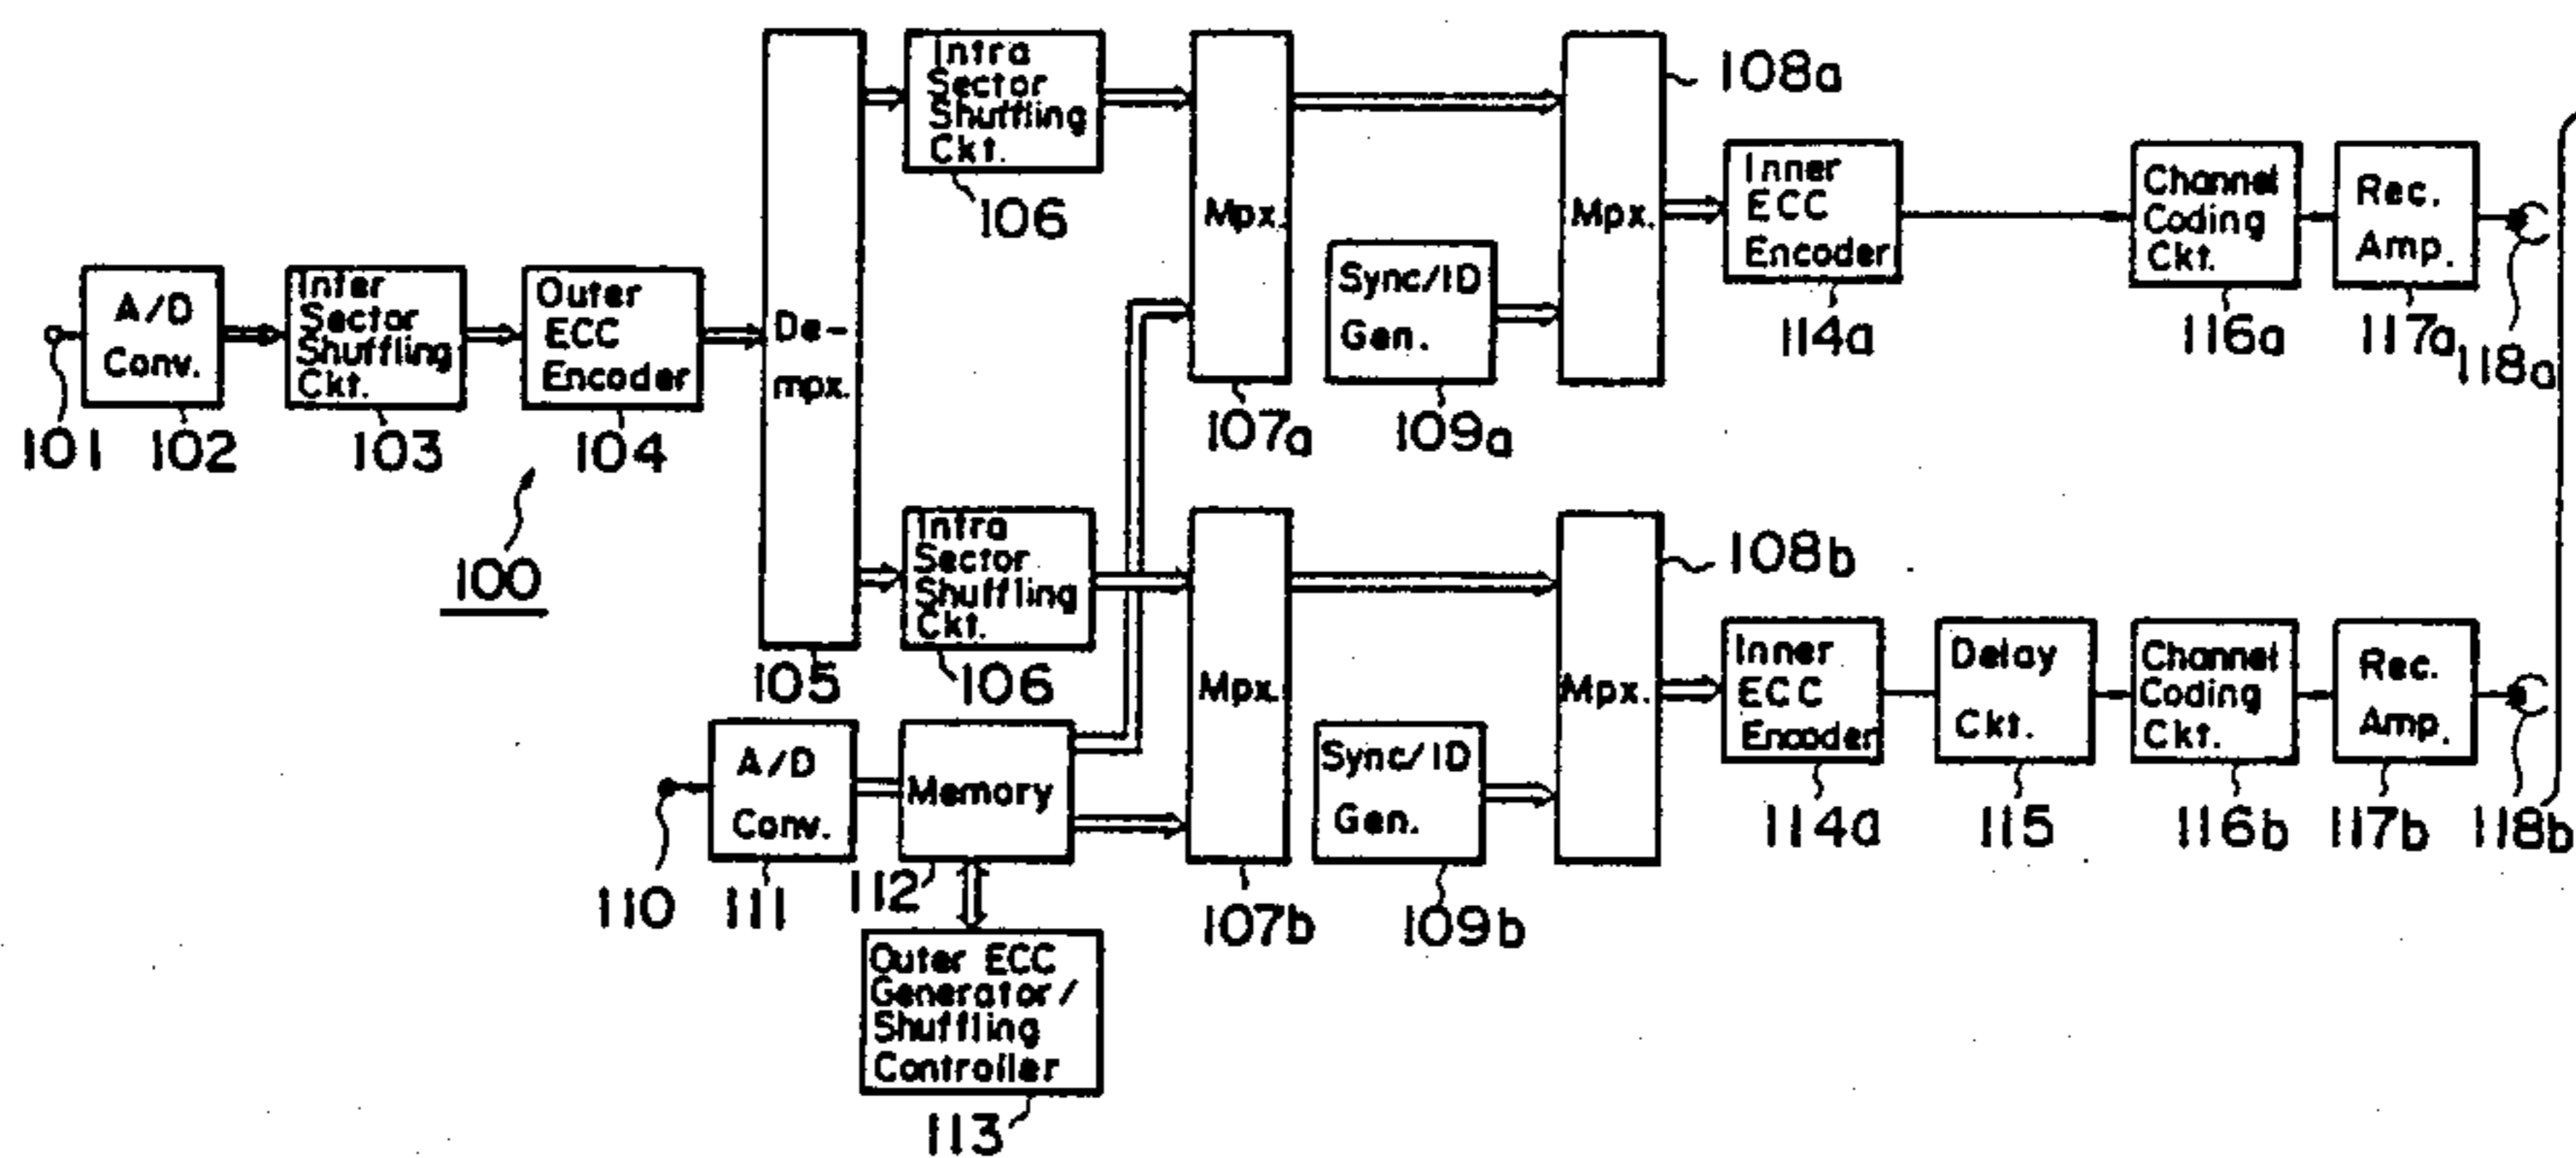 Intra
Sector
Shuffling
Ckt.
106
Mpx.
107a
Mpx.
108a
Inner
ECC
Encoder
114a
Channel
Coding
Ckt.
116a
Rec.
Amp.
117a
118a
Sync/ID
Gen.
109a
A/D
Conv.
101
102
Inter
Sector
Shuffling
Ckt.
103
Outer
ECC
Encoder
104
De-
mpx.
105
100
Intra
Sector
Shuffling
Ckt.
106
Mpx.
107b
Mpx.
108b
Sync/ID
Gen.
109b
Inner
ECC
Encoder
114a
Delay
Ckt.
115
Channel
Coding
Ckt.
116b
Rec.
Amp.
117b
118b
110
A/D
Conv.
111
Memory
112
Outer ECC
Generator/
Shuffling
Controller
113